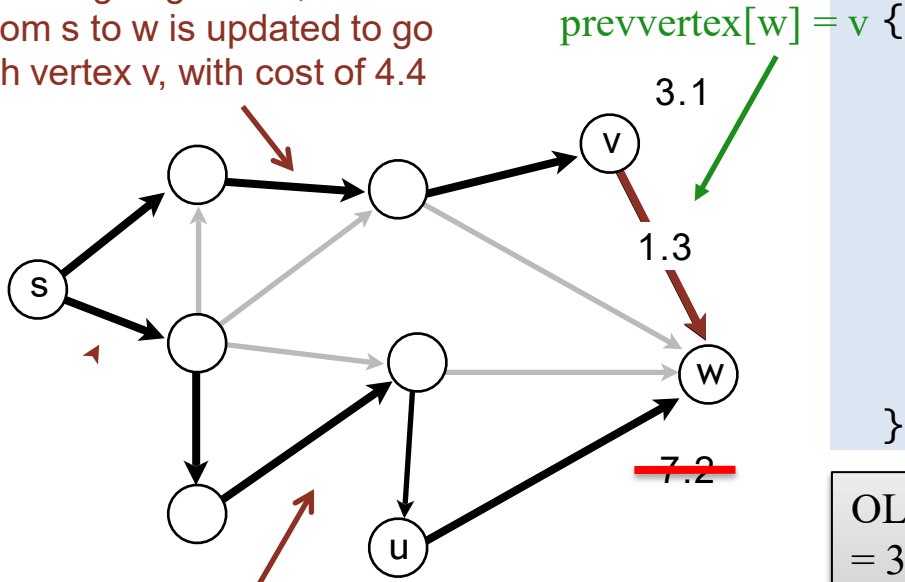 om s to w is updated to go
h vertex v, with cost of 4.4
prevvertex[w] = v {
3.1
v
1.3
s
w
7.2
}
u
OL
= 3